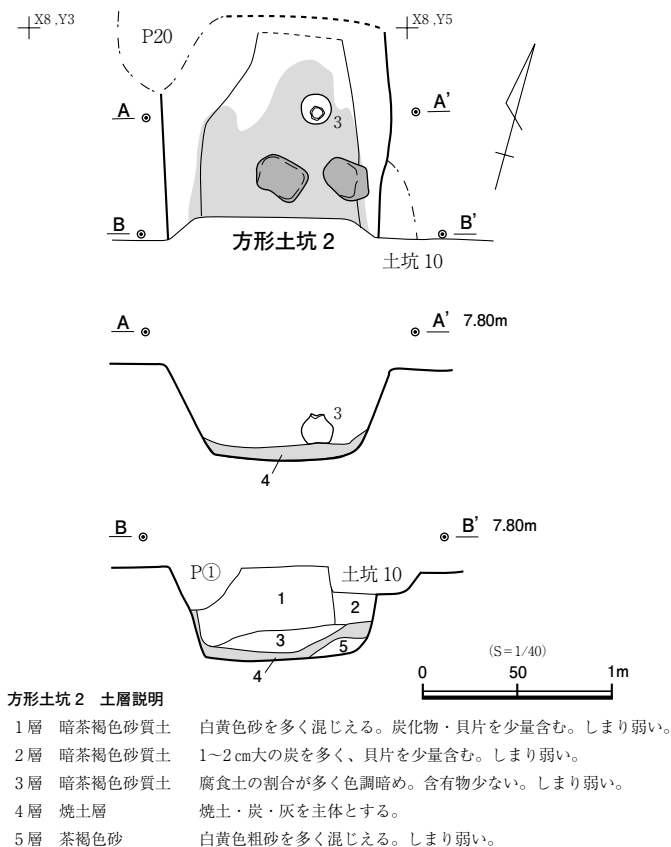 X8 ,Y3
X8 ,Y5
P20
A
A'
3
B
B'
方形土坑 2
土坑 10
A
A' 7.80m
3
4
B
B' 7.80m
P①
土坑 10
1
2
3
5
4
(S=1/40)
0 50 1m
方形土坑 2 土層説明
1層 暗茶褐色砂質土 白黄色砂を多く混じえる。炭化物・貝片を少量含む。しまり弱い。
2層 暗茶褐色砂質土 1~2㎝大の炭を多く、貝片を少量含む。しまり弱い。
3層 暗茶褐色砂質土 腐食土の割合が多く色調暗め。含有物少ない。しまり弱い。
4層 焼土層 焼土・炭・灰を主体とする。
5層 茶褐色砂 白黄色粗砂を多く混じえる。しまり弱い。